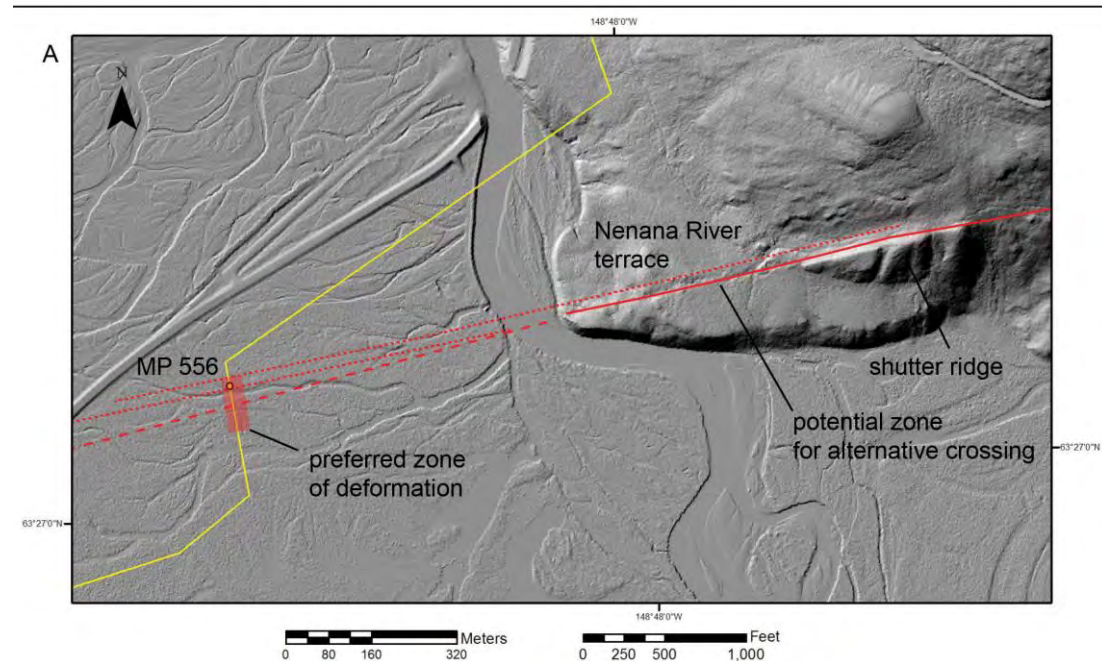 148°48'0"W
A
N
Nenana River
terrace
MP 556
shutter ridge
potential zone
for alternative crossing
preferred zone
of deformation
63°27'0"N
63°27'0"N
148°48'0"W
Meters
0 80 160 320
Feet
0 250 500 1,000